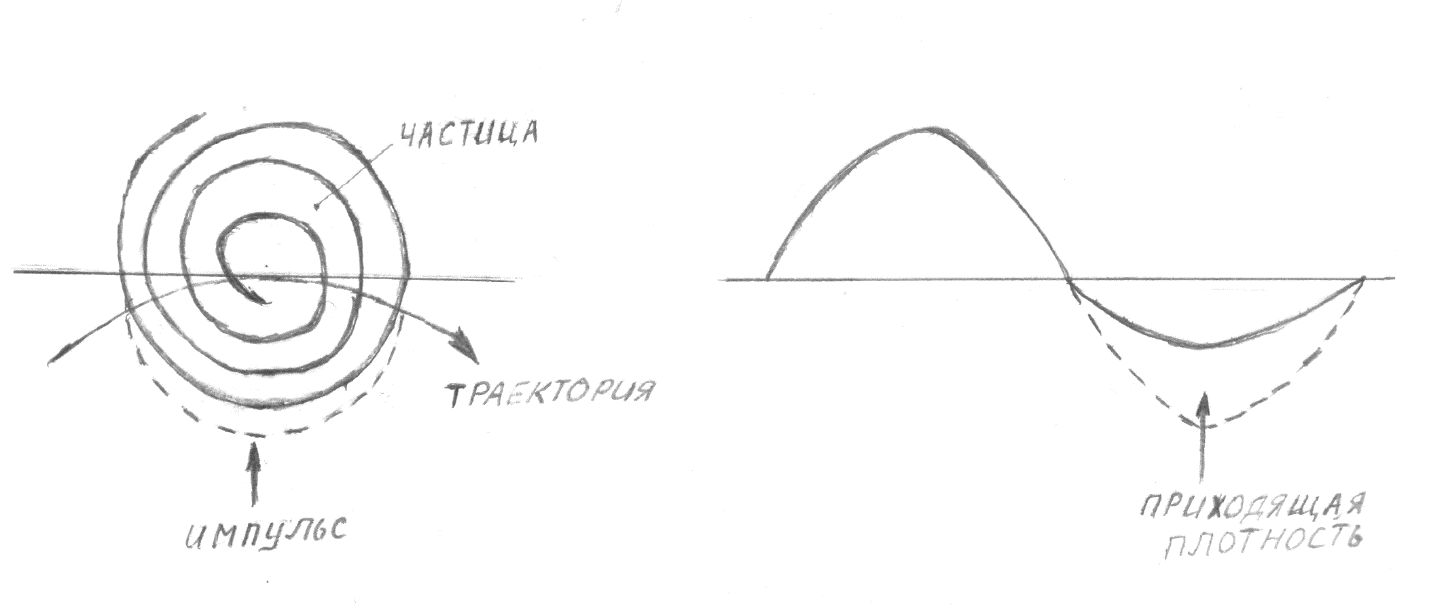 ЧАСТИЦА
ТРАЕКТОРИЯ
ИМПУЛЬС
ПРИХОДЯЩАЯ
ПЛОТНОСТЬ